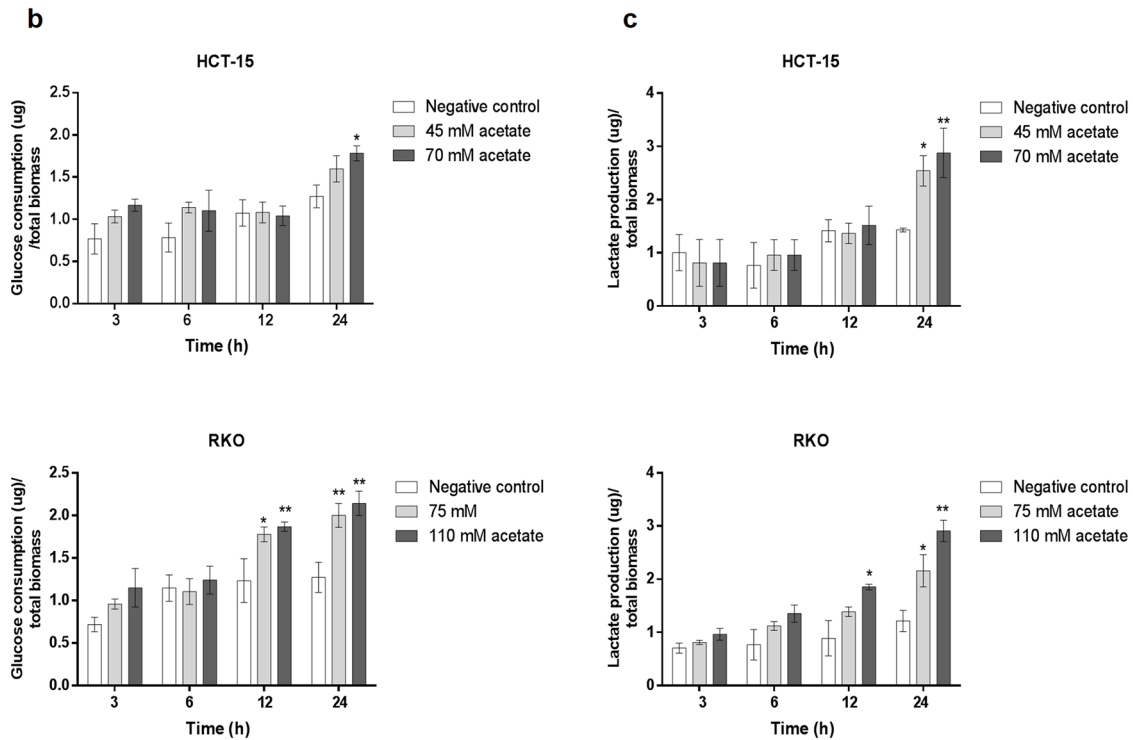 b
HCT-15
Glucose consumption (ug)
/total biomass
2.5
2.0
1.5
1.0
0.5
0.0
*
3 6 12 24
Time (h)
Negative control
45 mM acetate
70 mM acetate
c
HCT-15
Lactate production (ug)/
total biomass
4
3
2
1
0
* **
3 6 12 24
Time (h)
Negative control
45 mM acetate
70 mM acetate
RKO
Glucose consumption (ug)/
total biomass
2.5
2.0
1.5
1.0
0.5
0.0
* ** ** **
3 6 12 24
Time (h)
Negative control
75 mM
110 mM acetate
RKO
Lactate production (ug)/
total biomass
4
3
2
1
0
* * **
3 6 12 24
Time (h)
Negative control
75 mM acetate
110 mM acetate